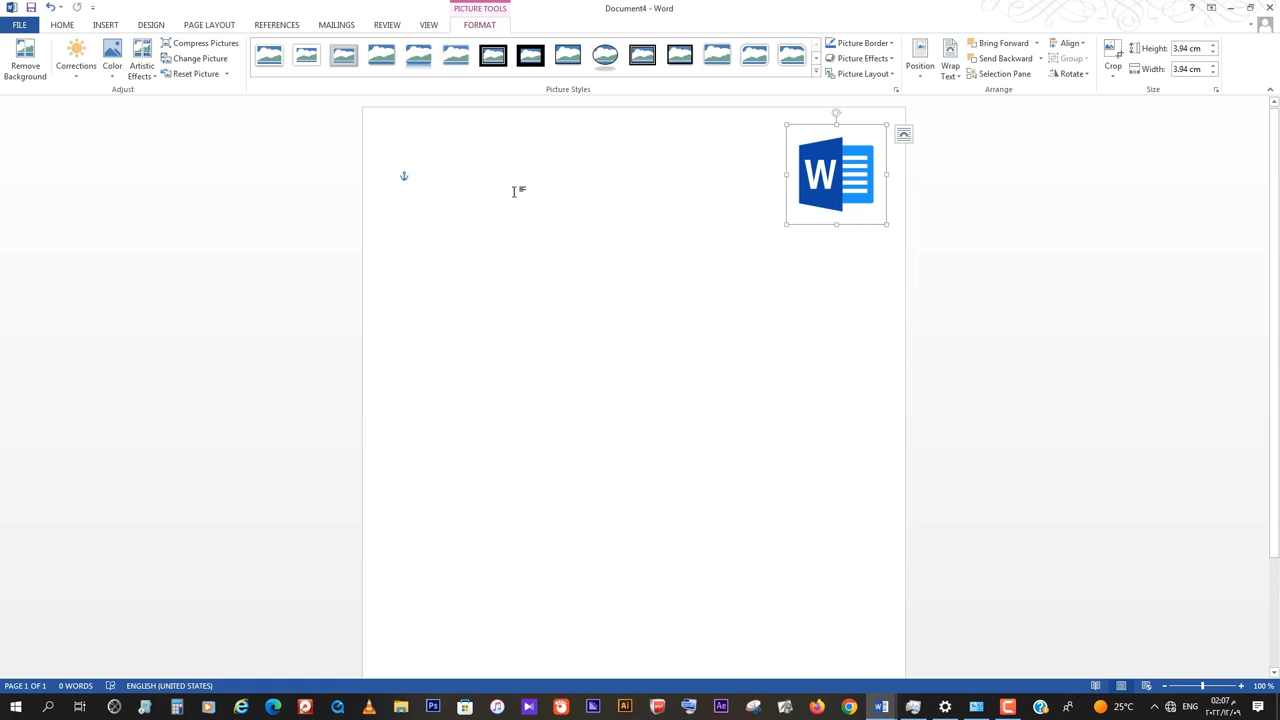 PICTURE TOOLS
Document4 - Word
FILE HOME INSERT DESIGN PAGE LAYOUT REFERENCES MAILINGS REVIEW VIEW FORMAT
Remove Background
Corrections
Color
Artistic Effects
Compress Pictures
Change Picture
Reset Picture
Adjust
Picture Styles
Picture Border
Picture Effects
Picture Layout
Position
Wrap Text
Bring Forward
Send Backward
Selection Pane
Align
Group
Rotate
Arrange
Crop
Height: 3.94 cm
Width: 3.94 cm
Size
W
PAGE 1 OF 1 0 WORDS ENGLISH (UNITED STATES) 100 %
Ps Ai Ae 25°C ENG 02:07 م